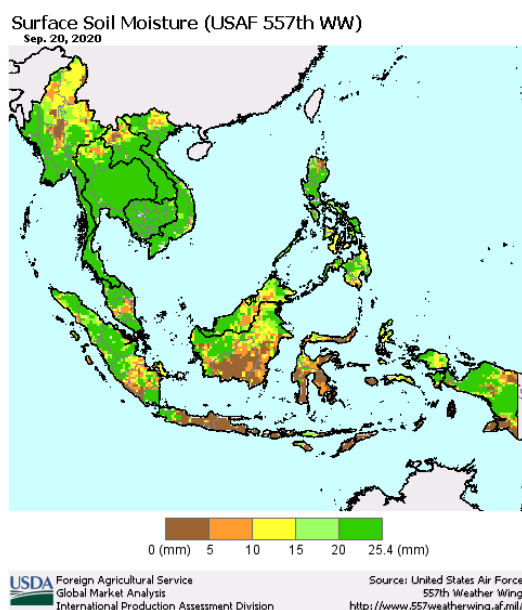 Surface Soil Moisture (USAF 557th WW)
Sep. 20, 2020
0 (mm) 5 10 15 20 25.4 (mm)
USDA
Foreign Agricultural Service
Global Market Analysis
International Production Assessment Division
Source: United States Air Force
557th Weather Wing
http://www.557weatherwing.af.mil